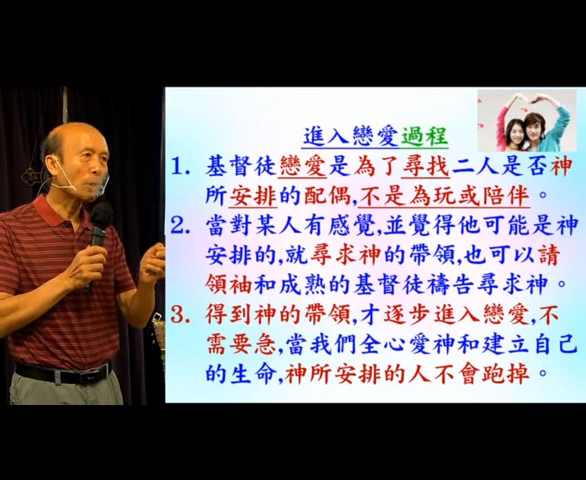 進入戀愛過程
1. 基督徒戀愛是為了尋找二人是否神
所安排的配偶,不是為玩或陪伴。
2. 當對某人有感覺,並覺得他可能是神
安排的,就尋求神的帶領,也可以請
領袖和成熟的基督徒禱告尋求神。
3. 得到神的帶領,才逐步進入戀愛,不
需要急,當我們全心愛神和建立自己
的生命,神所安排的人不會跑掉。